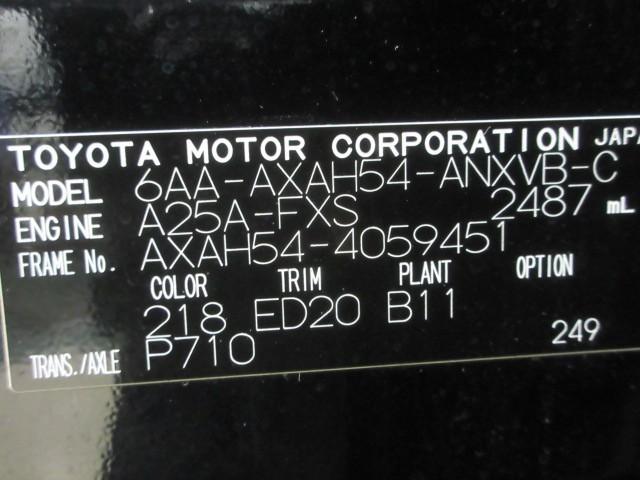 TOYOTA MOTOR CORPORATION JAPA
MODEL 6AA-AXAH54-ANXVB-C
ENGINE A25A-FXS 2487 mL
FRAME No. AXAH54-4059451
COLOR TRIM PLANT OPTION
218 ED20 B11
TRANS./AXLE P710 249